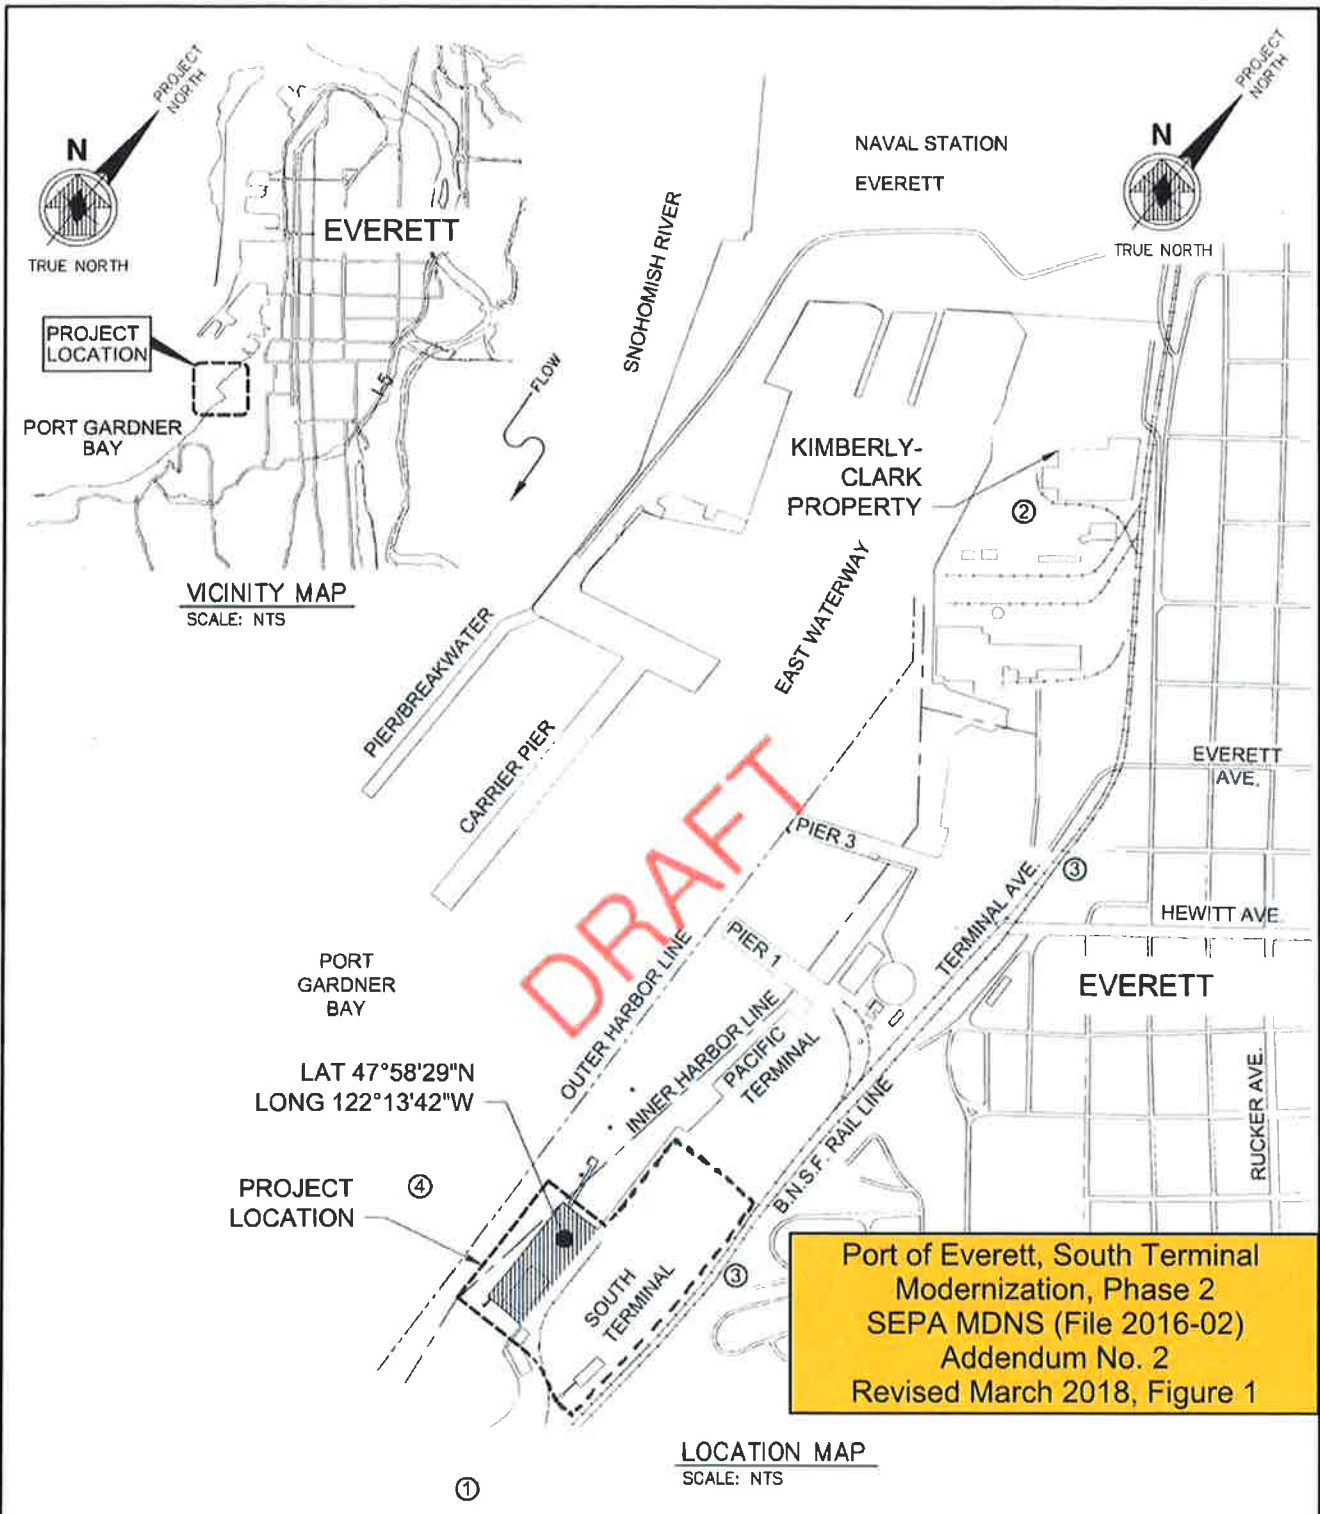 PROJECT
NORTH
N
TRUE NORTH
EVERETT
PROJECT
LOCATION
PORT GARDNER
BAY
I-5
VICINITY MAP
SCALE: NTS
FLOW
SNOHOMISH RIVER
NAVAL STATION
EVERETT
PROJECT
NORTH
N
TRUE NORTH
KIMBERLY-
CLARK
PROPERTY
②
EAST WATERWAY
PIER/BREAKWATER
CARRIER PIER
EVERETT
AVE.
PIER 3
③
TERMINAL AVE.
HEWITT AVE.
DRAFT
PIER 1
EVERETT
PORT
GARDNER
BAY
OUTER HARBOR LINE
INNER HARBOR LINE
PACIFIC
TERMINAL
LAT 47°58'29"N
LONG 122°13'42"W
B.N.S.F. RAIL LINE
RUCKER AVE.
PROJECT
LOCATION
④
SOUTH
TERMINAL
③
Port of Everett, South Terminal
Modernization, Phase 2
SEPA MDNS (File 2016-02)
Addendum No. 2
Revised March 2018, Figure 1
LOCATION MAP
SCALE: NTS
①